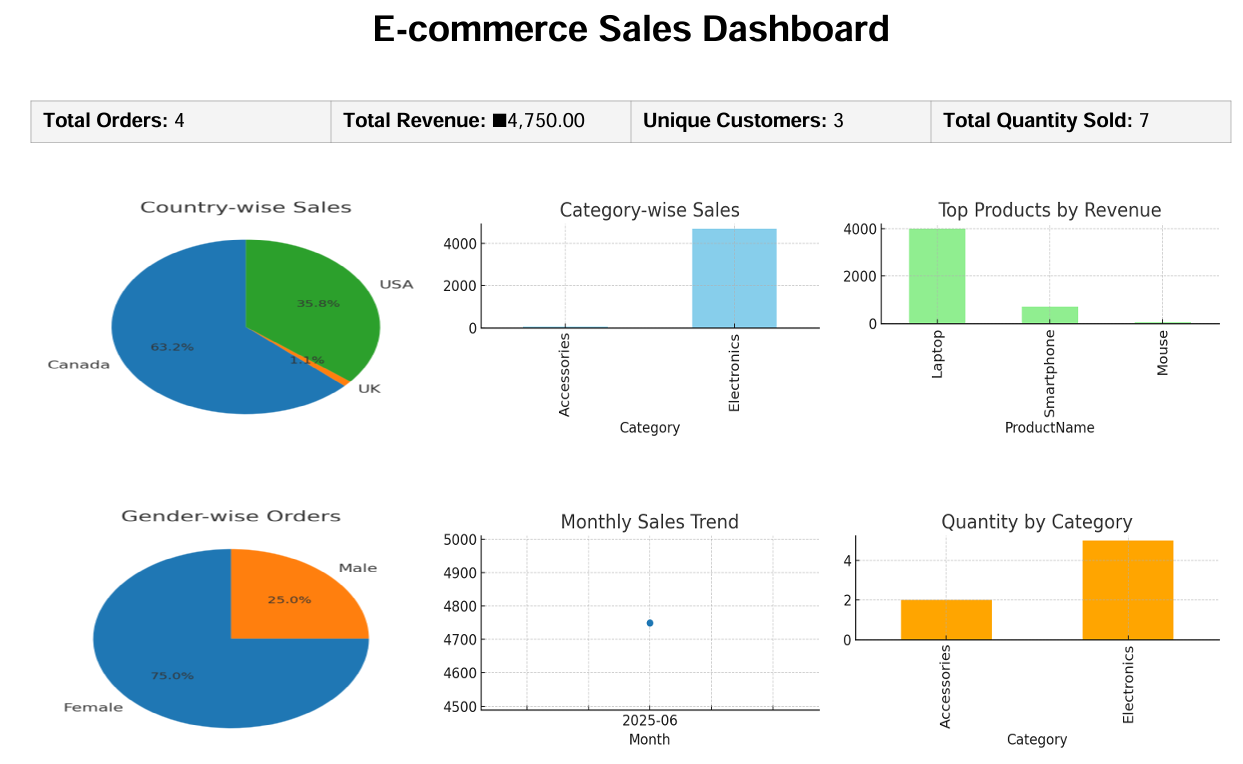 E-commerce Sales Dashboard
Total Orders: 4
Total Revenue: ■4,750.00
Unique Customers: 3
Total Quantity Sold: 7
Country-wise Sales
USA
35.8%
63.2%
1.1%
Canada
UK
Category-wise Sales
4000
2000
0
Accessories
Electronics
Category
Top Products by Revenue
4000
2000
0
Laptop
Smartphone
Mouse
ProductName
Gender-wise Orders
Male
25.0%
75.0%
Female
Monthly Sales Trend
5000
4900
4800
4700
4600
4500
2025-06
Month
Quantity by Category
4
2
0
Accessories
Electronics
Category